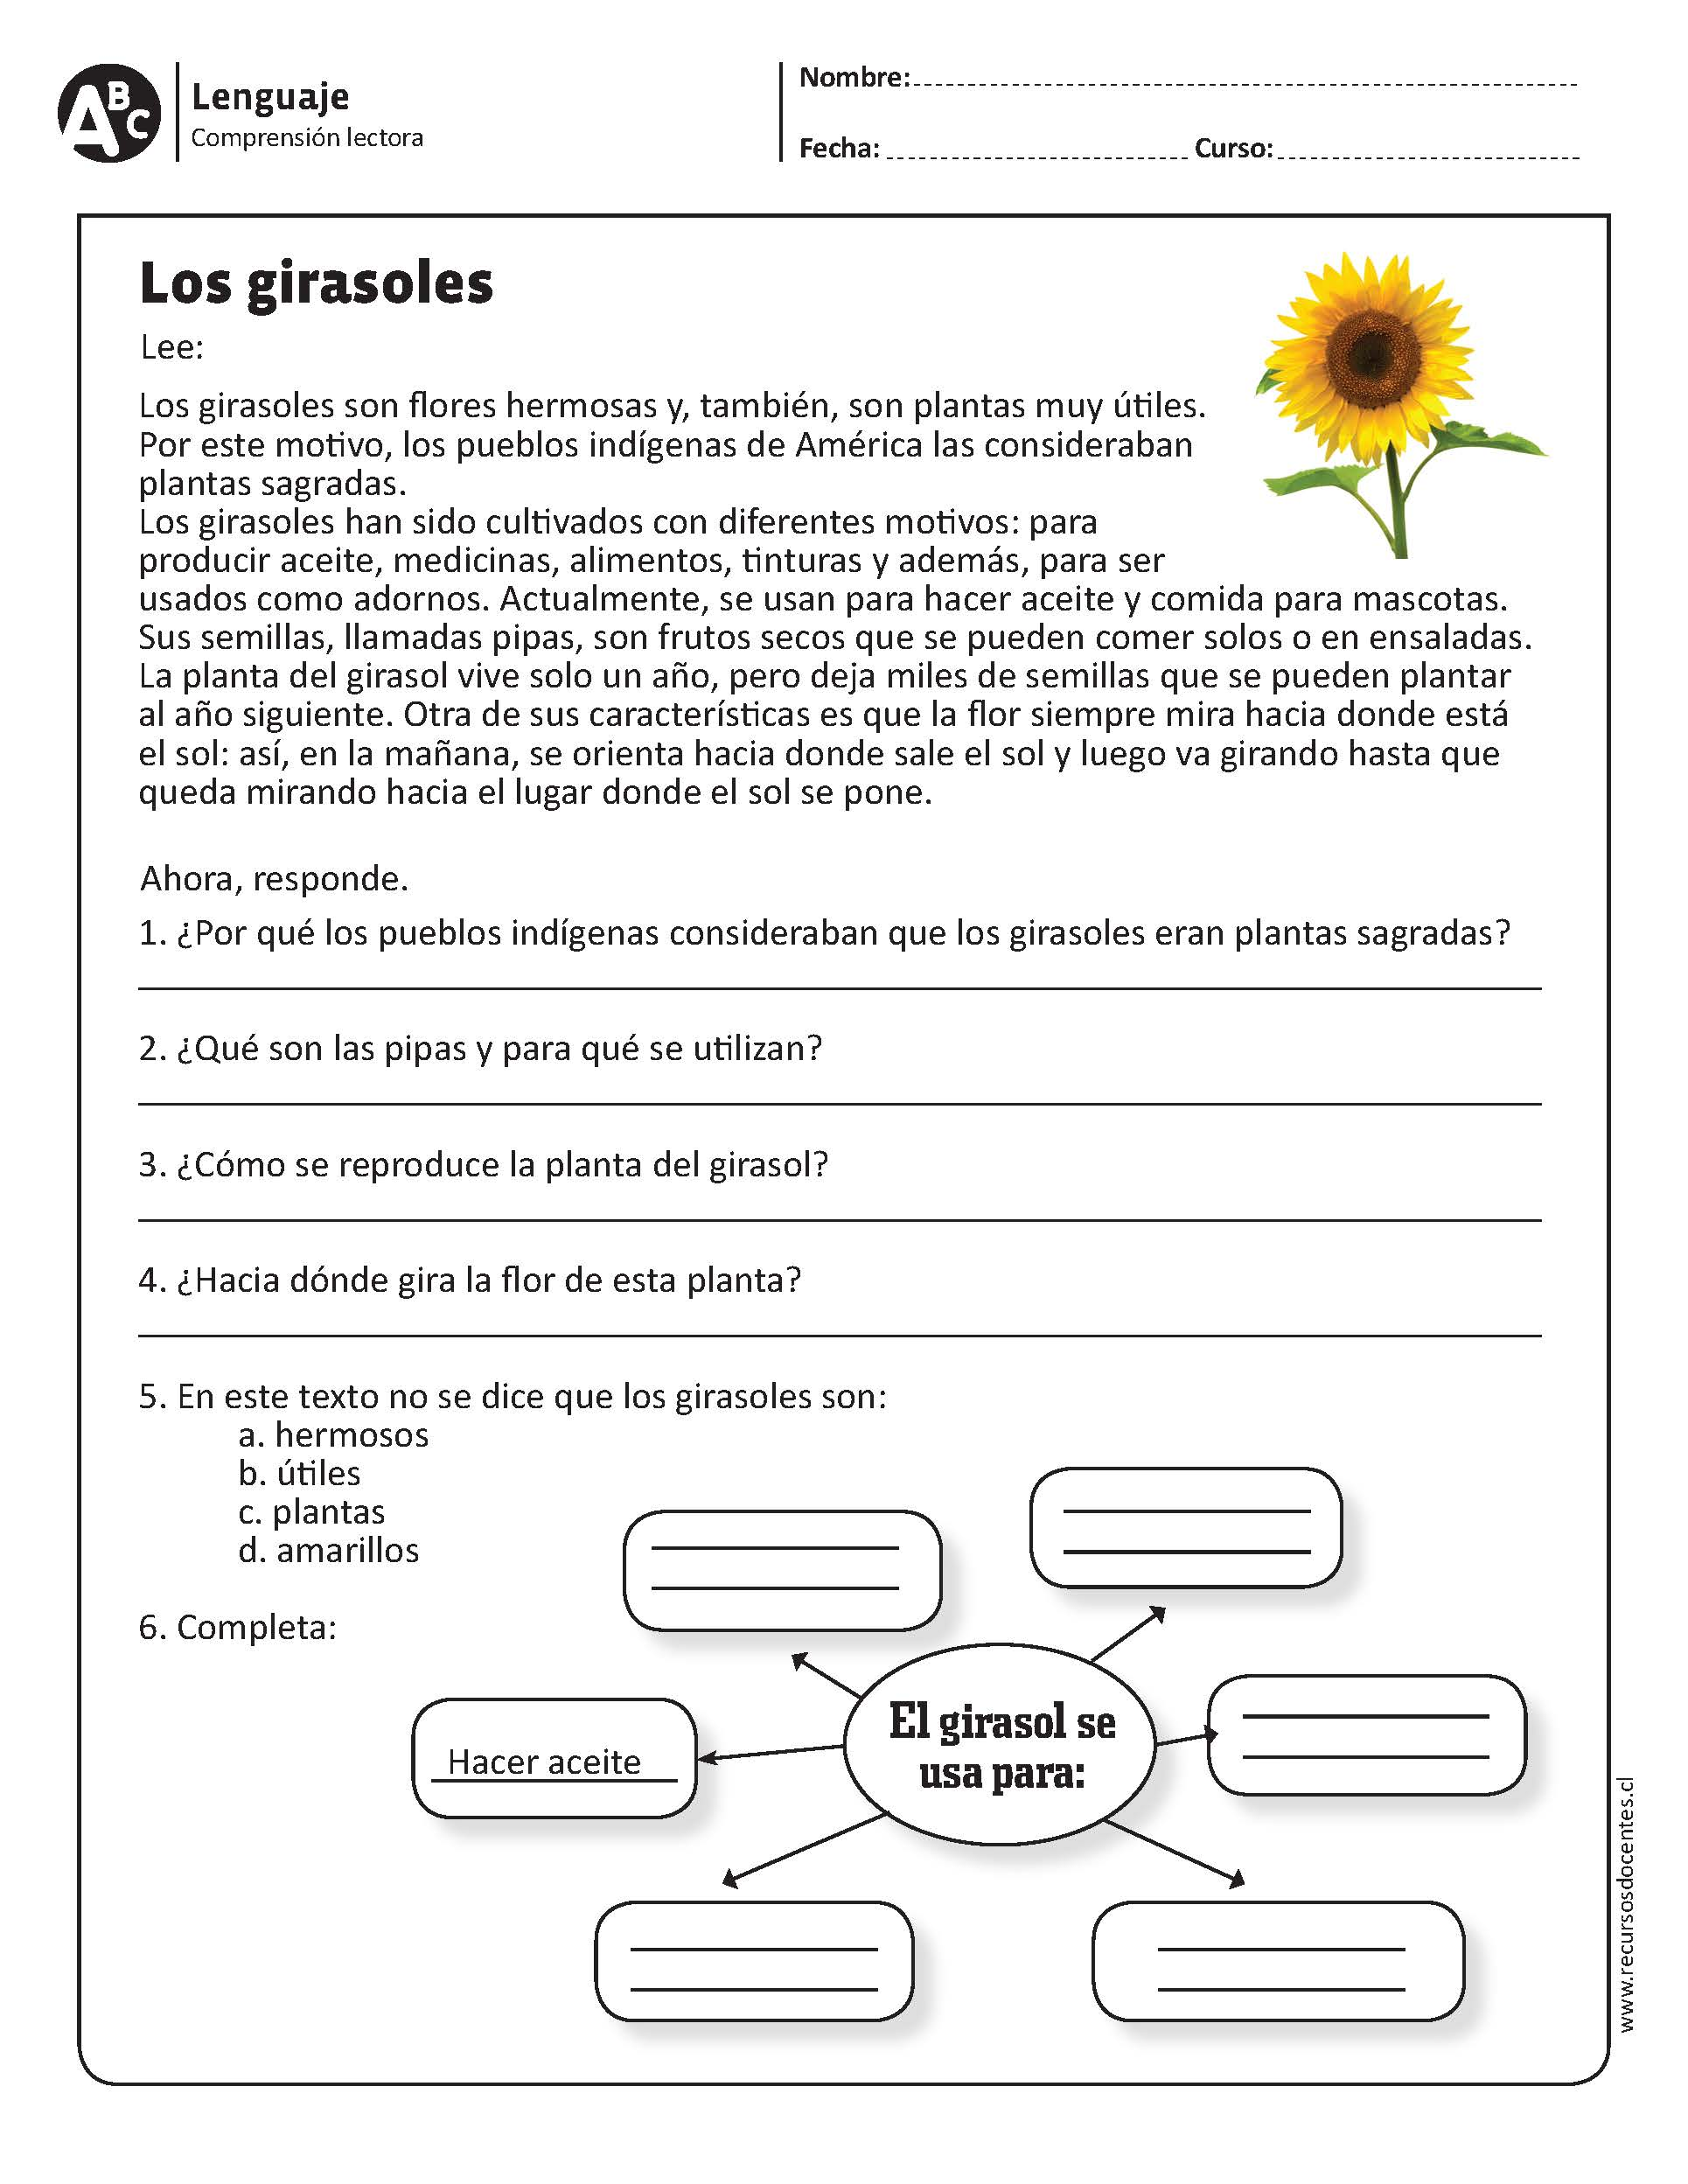 ABC
Lenguaje
Comprensión lectora
Nombre:
Fecha: Curso:
Los girasoles
Lee:
Los girasoles son flores hermosas y, también, son plantas muy útiles.
Por este motivo, los pueblos indígenas de América las consideraban
plantas sagradas.
Los girasoles han sido cultivados con diferentes motivos: para
producir aceite, medicinas, alimentos, tinturas y además, para ser
usados como adornos. Actualmente, se usan para hacer aceite y comida para mascotas.
Sus semillas, llamadas pipas, son frutos secos que se pueden comer solos o en ensaladas.
La planta del girasol vive solo un año, pero deja miles de semillas que se pueden plantar
al año siguiente. Otra de sus características es que la flor siempre mira hacia donde está
el sol: así, en la mañana, se orienta hacia donde sale el sol y luego va girando hasta que
queda mirando hacia el lugar donde el sol se pone.
Ahora, responde.
1. ¿Por qué los pueblos indígenas consideraban que los girasoles eran plantas sagradas?
2. ¿Qué son las pipas y para qué se utilizan?
3. ¿Cómo se reproduce la planta del girasol?
4. ¿Hacia dónde gira la flor de esta planta?
5. En este texto no se dice que los girasoles son:
a. hermosos
b. útiles
c. plantas
d. amarillos
6. Completa:
El girasol se
usa para:
Hacer aceite
www.recursosdocentes.cl